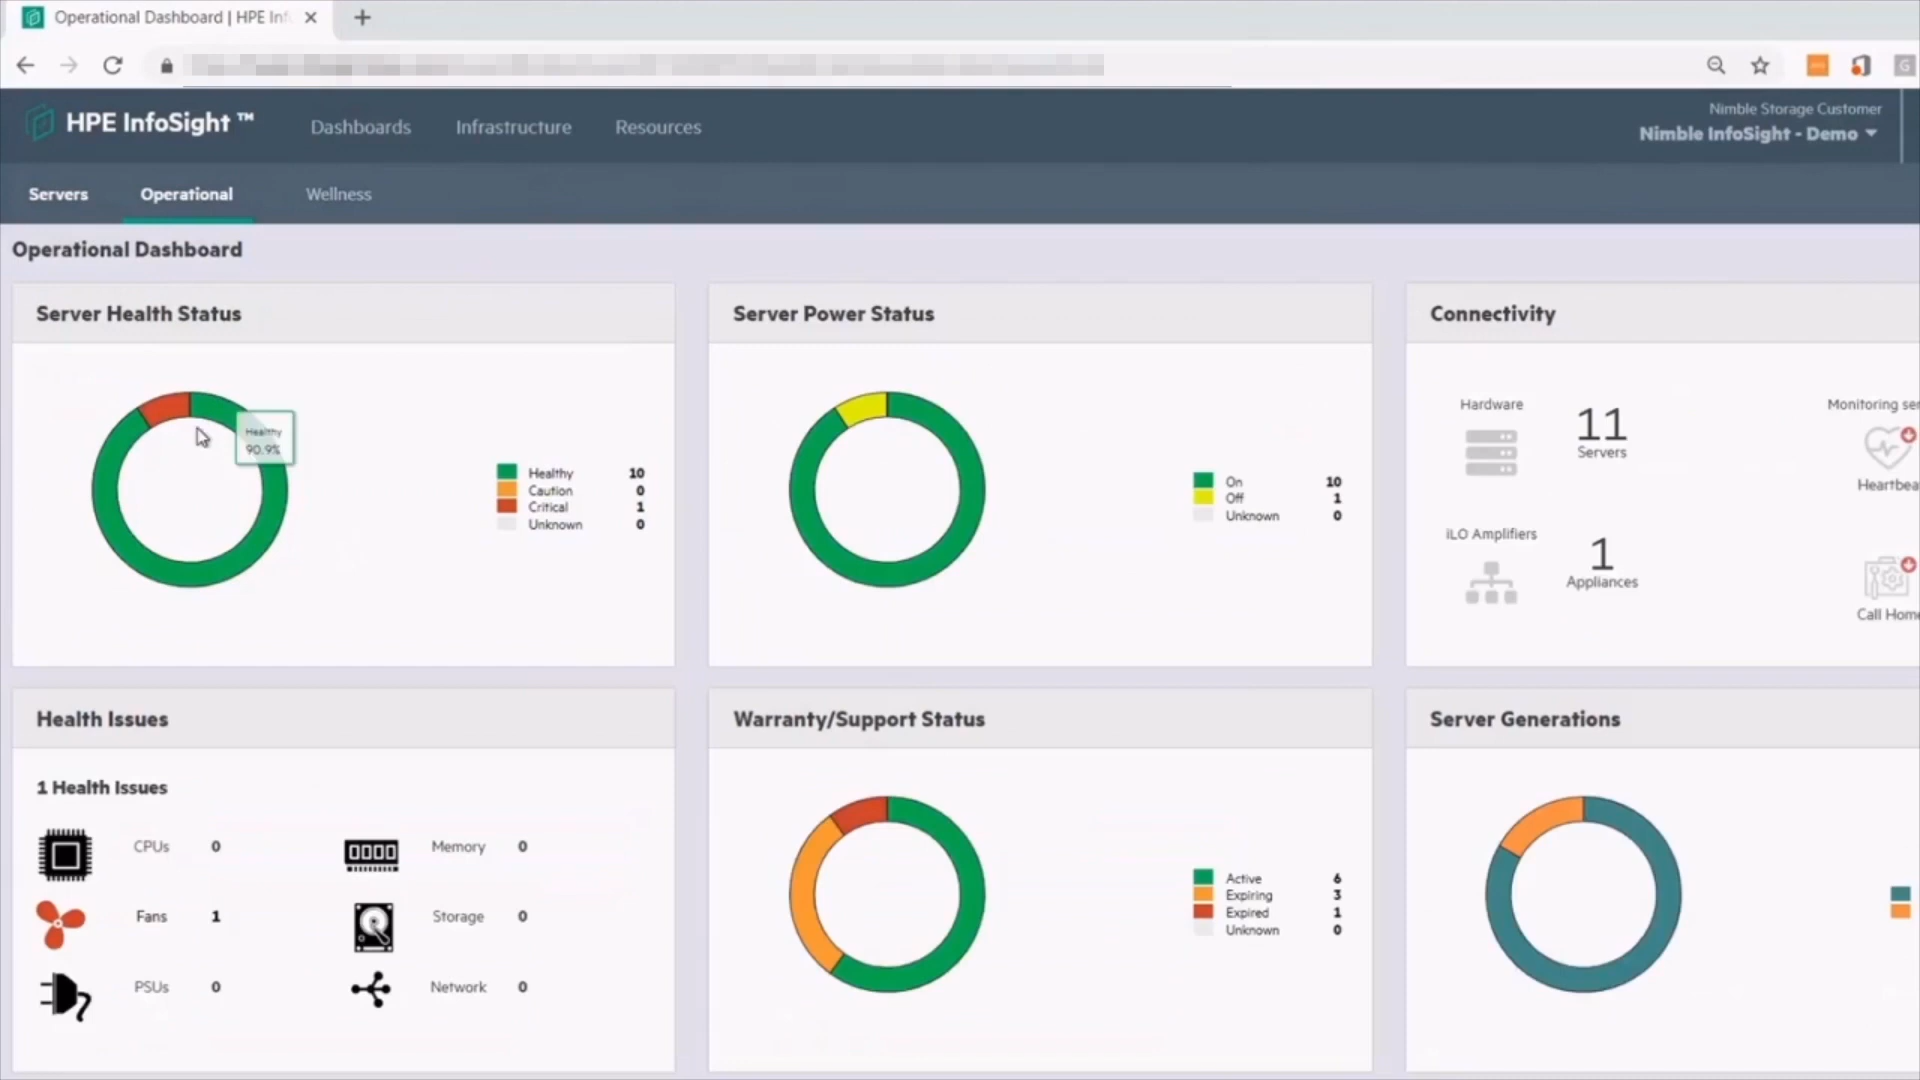 Operational Dashboard | HPE Inf
HPE InfoSight ™
Dashboards
Infrastructure
Resources
Nimble Storage Customer
Nimble InfoSight - Demo
Servers
Operational
Wellness
Operational Dashboard
Server Health Status
Healthy
90.9%
Healthy 10
Caution 0
Critical 1
Unknown 0
Server Power Status
On 10
Off 1
Unknown 0
Connectivity
Hardware
11
Servers
Monitoring ser
Heartbea
iLO Amplifiers
1
Appliances
Call Home
Health Issues
1 Health Issues
CPUs 0
Memory 0
Fans 1
Storage 0
PSUs 0
Network 0
Warranty/Support Status
Active 6
Expiring 3
Expired 1
Unknown 0
Server Generations
G